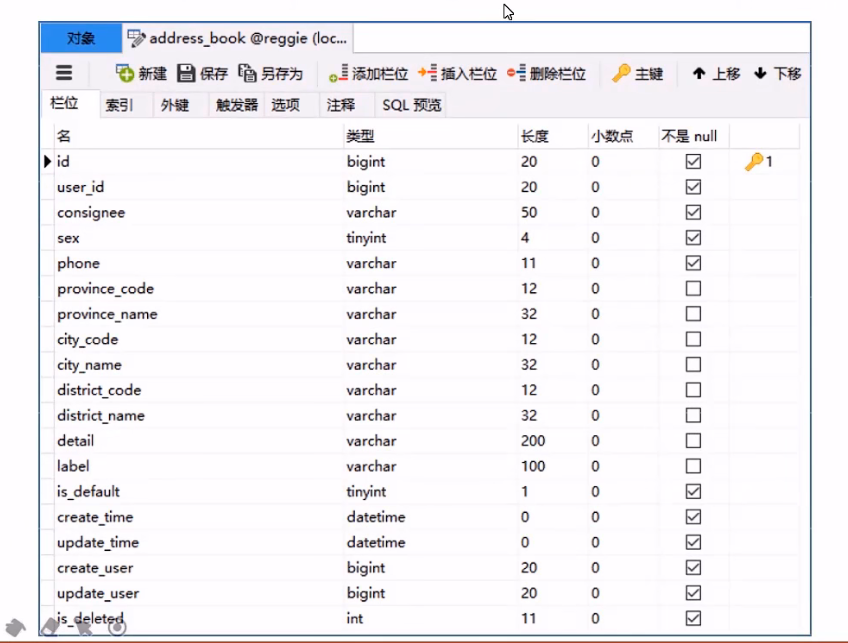 对象 address_book @reggie (loc...
新建 保存 另存为 添加栏位 插入栏位 删除栏位 主键 上移 下移
栏位 索引 外键 触发器 选项 注释 SQL 预览
名 类型 长度 小数点 不是 null
id bigint 20 0 1
user_id bigint 20 0
consignee varchar 50 0
sex tinyint 4 0
phone varchar 11 0
province_code varchar 12 0
province_name varchar 32 0
city_code varchar 12 0
city_name varchar 32 0
district_code varchar 12 0
district_name varchar 32 0
detail varchar 200 0
label varchar 100 0
is_default tinyint 1 0
create_time datetime 0 0
update_time datetime 0 0
create_user bigint 20 0
update_user bigint 20 0
is_deleted int 11 0